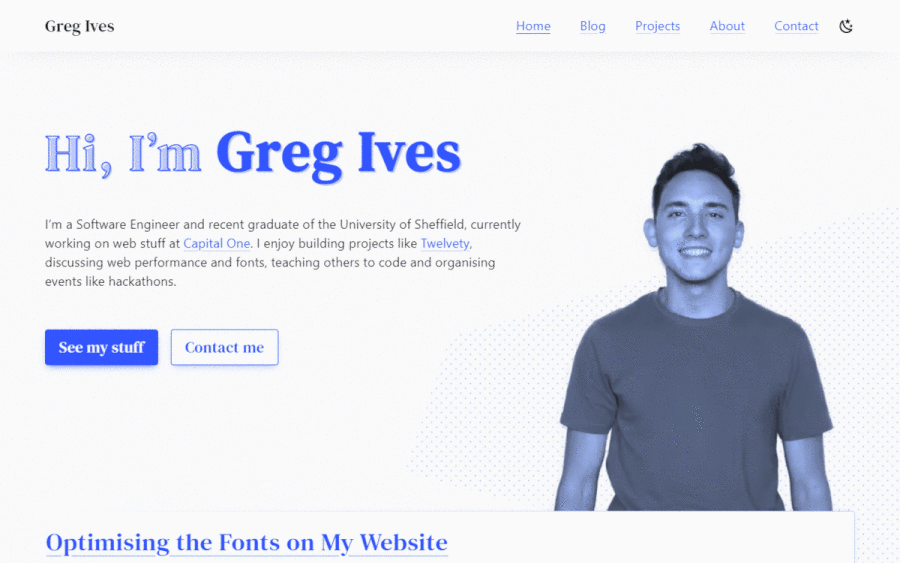 Greg Ives
Home Blog Projects About Contact
Hi, I’m Greg Ives
I’m a Software Engineer and recent graduate of the University of Sheffield, currently
working on web stuff at Capital One. I enjoy building projects like Twelvety,
discussing web performance and fonts, teaching others to code and organising
events like hackathons.
See my stuff
Contact me
Optimising the Fonts on My Website